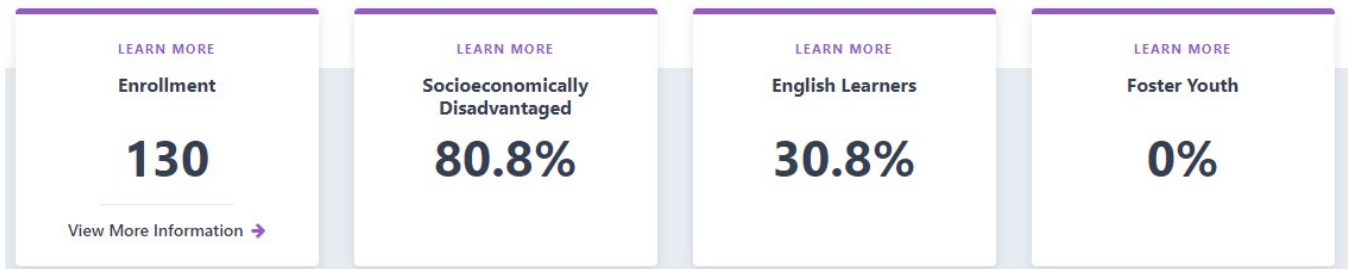 LEARN MORE
Enrollment
130
View More Information
LEARN MORE
Socioeconomically
Disadvantaged
80.8%
LEARN MORE
English Learners
30.8%
LEARN MORE
Foster Youth
0%